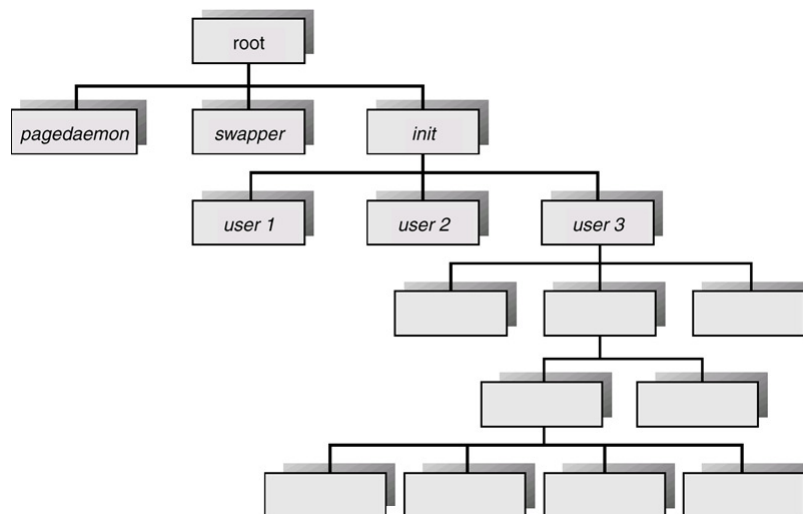 root
pagedaemon
swapper
init
user 1
user 2
user 3